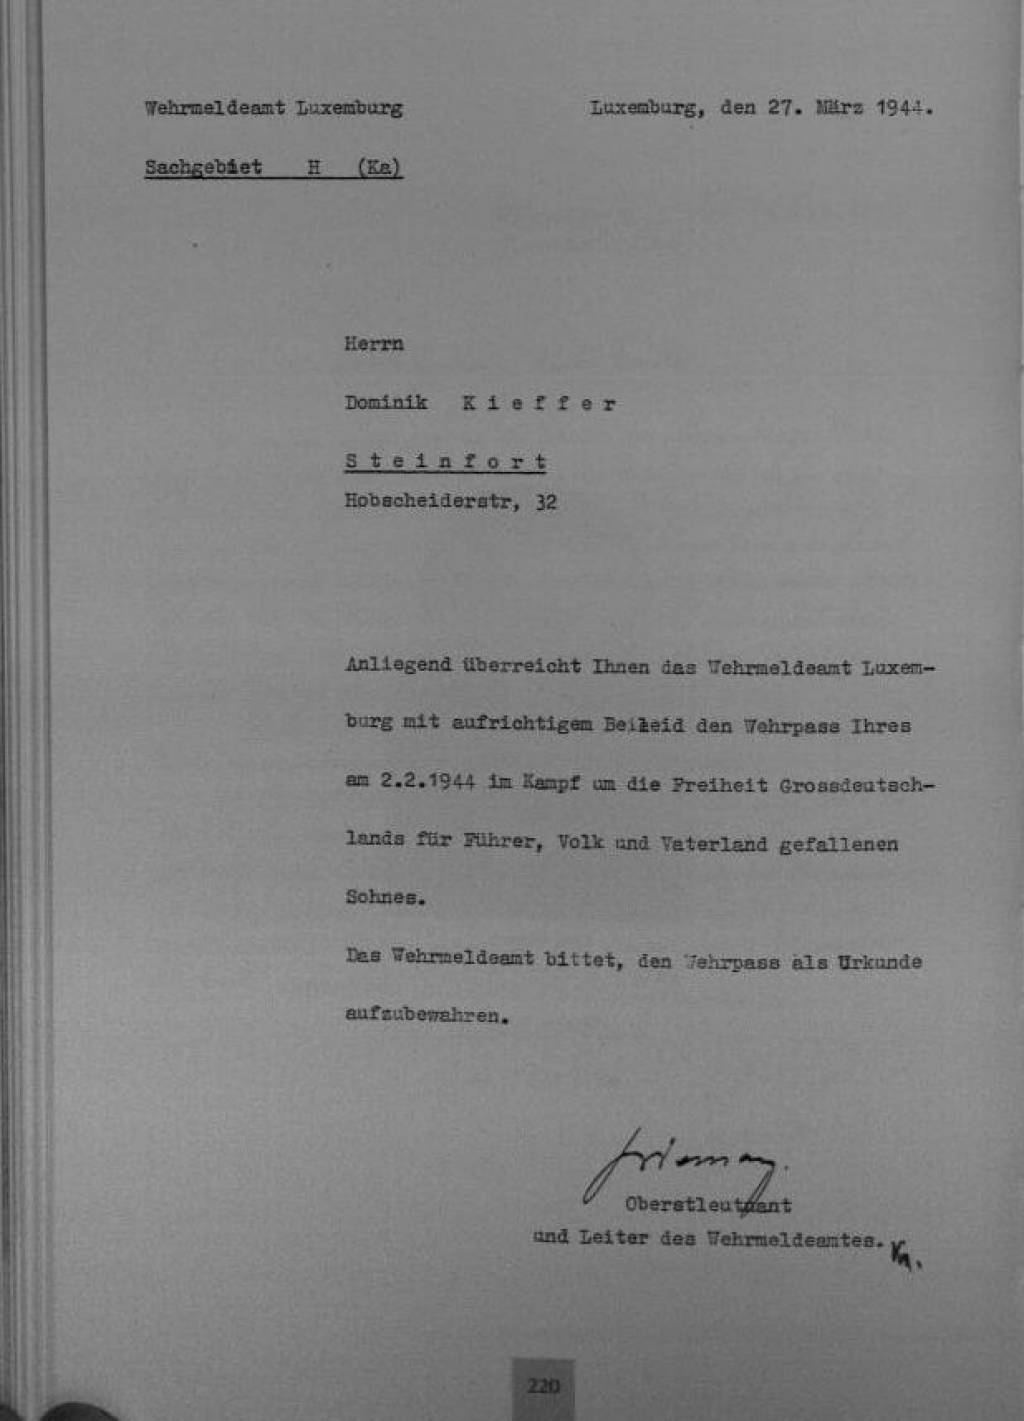 Wehrmeldeamt Luxemburg Luxemburg, den 27. März 1944.
Sachgebiet H (Ka)
Herrn
Dominik K i e f f e r
S t e i n f o r t
Hobscheiderstr, 32
Anliegend überreicht Ihnen das Wehrmeldeamt Luxem-
burg mit aufrichtigem Beileid den Wehrpass Ihres
am 2.2.1944 im Kampf um die Freiheit Grossdeutsch-
lands für Führer, Volk und Vaterland gefallenen
Sohnes.
Das Wehrmeldeamt bittet, den Wehrpass als Urkunde
aufzubewahren.
Oberstleutnant
und Leiter des Wehrmeldeamtes.
220